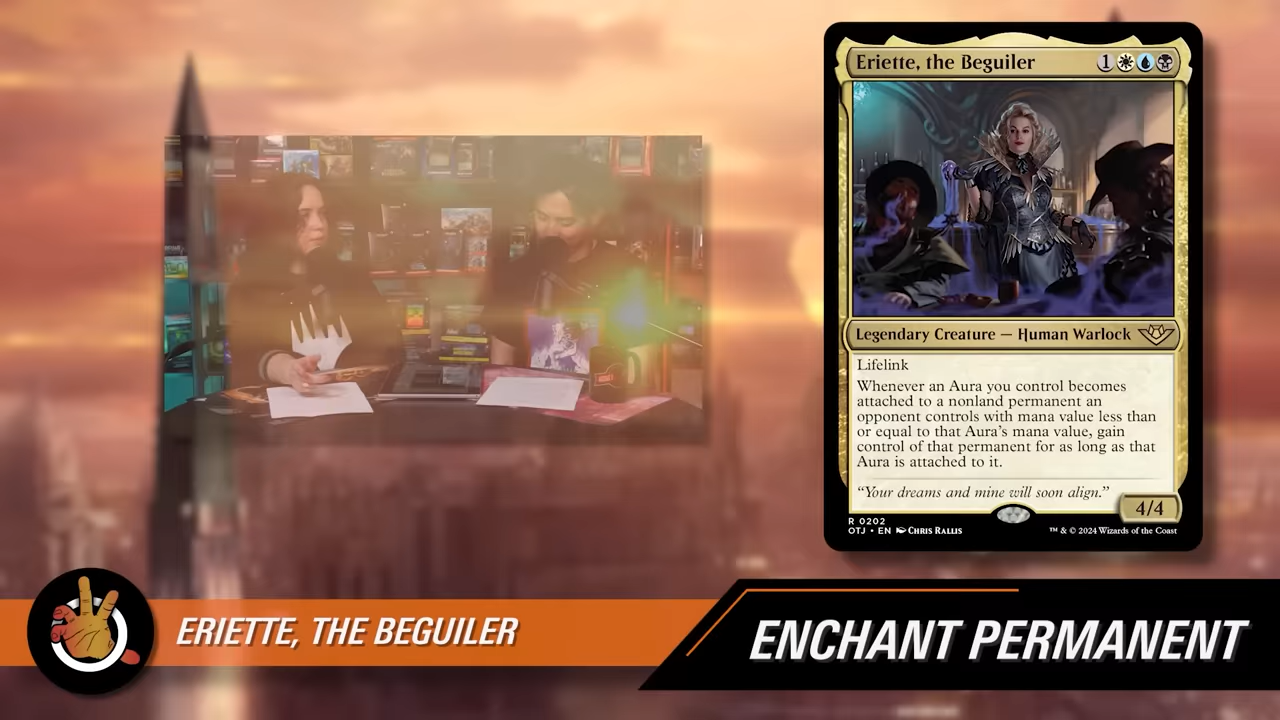 Eriette, the Beguiler 1
Legendary Creature — Human Warlock
Lifelink
Whenever an Aura you control becomes
attached to a nonland permanent an
opponent controls with mana value less than
or equal to that Aura's mana value, gain
control of that permanent for as long as that
Aura is attached to it.
“Your dreams and mine will soon align.”
4/4
R 0202
OTJ • EN Chris Rallis
™ & © 2024 Wizards of the Coast
ERIETTE, THE BEGUILER
ENCHANT PERMANENT